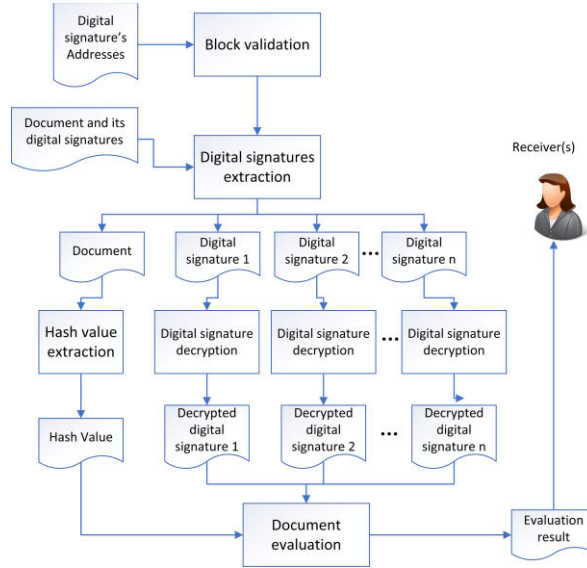 Digital
signature's
Addresses
Block validation
Document and its
digital signatures
Digital signatures
extraction
Receiver(s)
Document
Digital
signature 1
Digital
signature 2
...
Digital
signature n
Hash value
extraction
Digital signature
decryption
Digital signature
decryption
...
Digital signature
decryption
Hash Value
Decrypted
digital
signature 1
Decrypted
digital
signature 2
...
Decrypted
digital
signature n
Document
evaluation
Evaluation
result